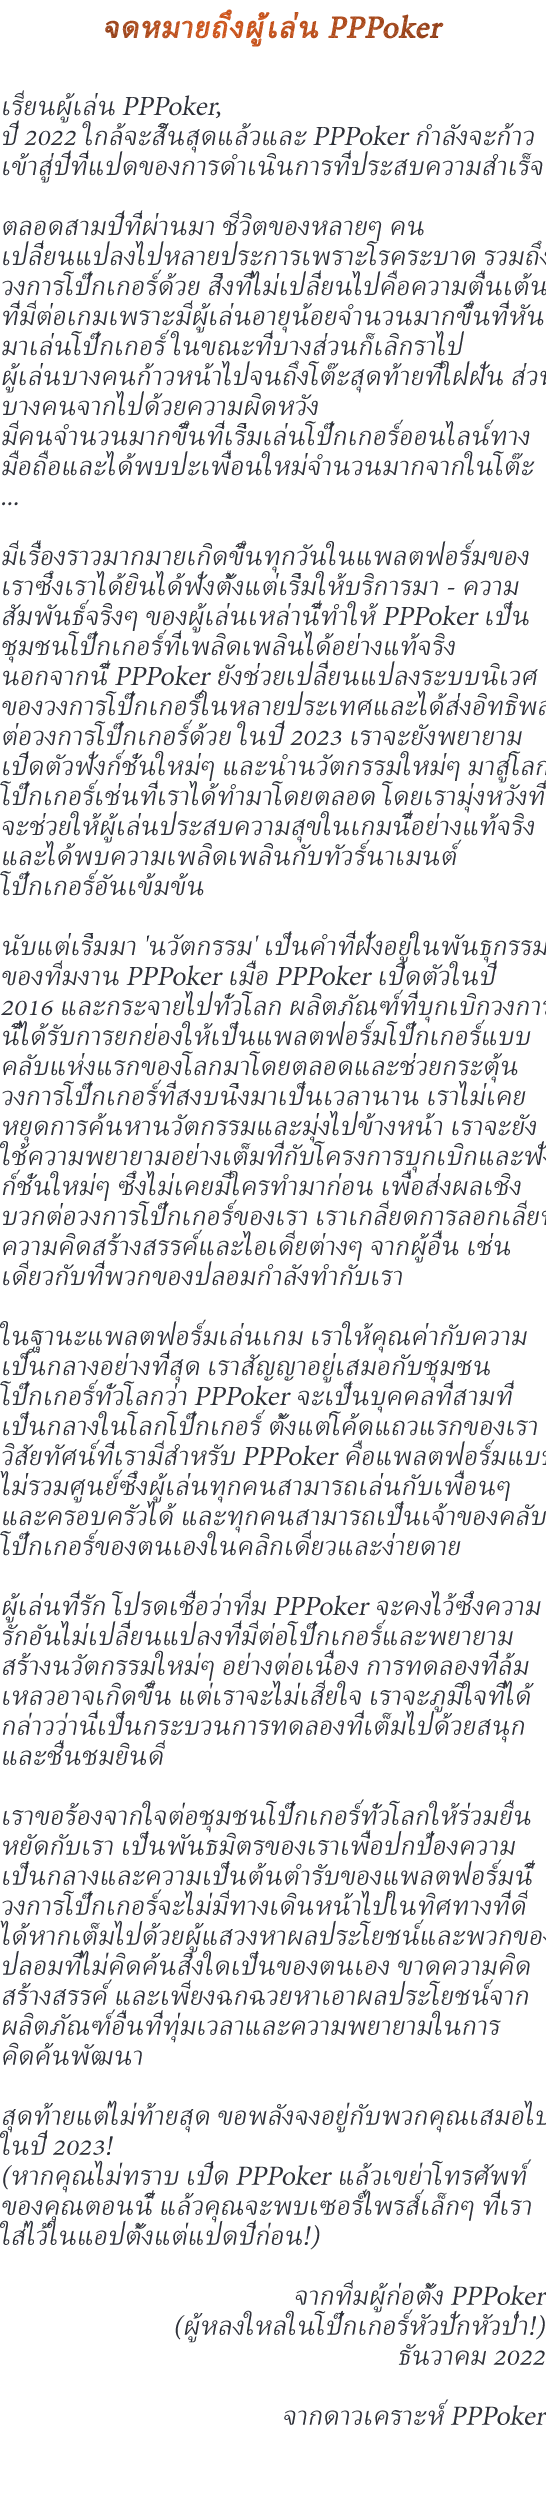 จดหมายถึงผู้เล่น PPPoker
เรียนผู้เล่น PPPoker,
ปี 2022 ใกล้จะสิ้นสุดแล้วและ PPPoker กำลังจะก้าว
เข้าสู่ปีที่แปดของการดำเนินการที่ประสบความสำเร็จ
ตลอดสามปีที่ผ่านมา ชีวิตของหลายๆ คน
เปลี่ยนแปลงไปหลายประการเพราะโรคระบาด รวมถึง
วงการโป๊กเกอร์ด้วย สิ่งที่ไม่เปลี่ยนไปคือความตื่นเต้น
ที่มีต่อเกมเพราะมีผู้เล่นอายุน้อยจำนวนมากขึ้นที่หัน
มาเล่นโป๊กเกอร์ ในขณะที่บางส่วนก็เลิกราไป
ผู้เล่นบางคนก้าวหน้าไปจนถึงโต๊ะสุดท้ายที่ใฝ่ฝัน ส่วน
บางคนจากไปด้วยความผิดหวัง
มีคนจำนวนมากขึ้นที่เริ่มเล่นโป๊กเกอร์ออนไลน์ทาง
มือถือและได้พบปะเพื่อนใหม่จำนวนมากจากในโต๊ะ
...
มีเรื่องราวมากมายเกิดขึ้นทุกวันในแพลตฟอร์มของ
เราซึ่งเราได้ยินได้ฟังตั้งแต่เริ่มให้บริการมา - ความ
สัมพันธ์จริงๆ ของผู้เล่นเหล่านี้ทำให้ PPPoker เป็น
ชุมชนโป๊กเกอร์ที่เพลิดเพลินได้อย่างแท้จริง
นอกจากนี้ PPPoker ยังช่วยเปลี่ยนแปลงระบบนิเวศ
ของวงการโป๊กเกอร์ในหลายประเทศและได้ส่งอิทธิพล
ต่อวงการโป๊กเกอร์ด้วย ในปี 2023 เราจะยังพยายาม
เปิดตัวฟังก์ชั่นใหม่ๆ และนำนวัตกรรมใหม่ๆ มาสู่โลก
โป๊กเกอร์เช่นที่เราได้ทำมาโดยตลอด โดยเรามุ่งหวังที่
จะช่วยให้ผู้เล่นประสบความสุขในเกมนี้อย่างแท้จริง
และได้พบความเพลิดเพลินกับทัวร์นาเมนต์
โป๊กเกอร์อันเข้มข้น
นับแต่เริ่มมา 'นวัตกรรม' เป็นคำที่ฝังอยู่ในพันธุกรรม
ของทีมงาน PPPoker เมื่อ PPPoker เปิดตัวในปี
2016 และกระจายไปทั่วโลก ผลิตภัณฑ์ที่บุกเบิกวงการ
นี้ได้รับการยกย่องให้เป็นแพลตฟอร์มโป๊กเกอร์แบบ
คลับแห่งแรกของโลกมาโดยตลอดและช่วยกระตุ้น
วงการโป๊กเกอร์ที่สงบนิ่งมาเป็นเวลานาน เราไม่เคย
หยุดการค้นหานวัตกรรมและมุ่งไปข้างหน้า เราจะยัง
ใช้ความพยายามอย่างเต็มที่กับโครงการบุกเบิกและฟัง
ก์ชั่นใหม่ๆ ซึ่งไม่เคยมีใครทำมาก่อน เพื่อส่งผลเชิง
บวกต่อวงการโป๊กเกอร์ของเรา เราเกลียดการลอกเลียน
ความคิดสร้างสรรค์และไอเดียต่างๆ จากผู้อื่น เช่น
เดียวกับที่พวกของปลอมกำลังทำกับเรา
ในฐานะแพลตฟอร์มเล่นเกม เราให้คุณค่ากับความ
เป็นกลางอย่างที่สุด เราสัญญาอยู่เสมอกับชุมชน
โป๊กเกอร์ทั่วโลกว่า PPPoker จะเป็นบุคคลที่สามที่
เป็นกลางในโลกโป๊กเกอร์ ตั้งแต่โค้ดแถวแรกของเรา
วิสัยทัศน์ที่เรามีสำหรับ PPPoker คือแพลตฟอร์มแบบ
ไม่รวมศูนย์ซึ่งผู้เล่นทุกคนสามารถเล่นกับเพื่อนๆ
และครอบครัวได้ และทุกคนสามารถเป็นเจ้าของคลับ
โป๊กเกอร์ของตนเองในคลิกเดียวและง่ายดาย
ผู้เล่นที่รัก โปรดเชื่อว่าทีม PPPoker จะคงไว้ซึ่งความ
รักอันไม่เปลี่ยนแปลงที่มีต่อโป๊กเกอร์และพยายาม
สร้างนวัตกรรมใหม่ๆ อย่างต่อเนื่อง การทดลองที่ล้ม
เหลวอาจเกิดขึ้น แต่เราจะไม่เสียใจ เราจะภูมิใจที่ได้
กล่าวว่านี่เป็นกระบวนการทดลองที่เต็มไปด้วยสนุก
และชื่นชมยินดี
เราขอร้องจากใจต่อชุมชนโป๊กเกอร์ทั่วโลกให้ร่วมยืน
หยัดกับเรา เป็นพันธมิตรของเราเพื่อปกป้องความ
เป็นกลางและความเป็นต้นตำรับของแพลตฟอร์มนี้
วงการโป๊กเกอร์จะไม่มีทางเดินหน้าไปในทิศทางที่ดี
ได้หากเต็มไปด้วยผู้แสวงหาผลประโยชน์และพวกของ
ปลอมที่ไม่คิดค้นสิ่งใดเป็นของตนเอง ขาดความคิด
สร้างสรรค์ และเพียงฉกฉวยหาเอาผลประโยชน์จาก
ผลิตภัณฑ์อื่นที่ทุ่มเวลาและความพยายามในการ
คิดค้นพัฒนา
สุดท้ายแต่ไม่ท้ายสุด ขอพลังจงอยู่กับพวกคุณเสมอไป
ในปี 2023!
(หากคุณไม่ทราบ เปิด PPPoker แล้วเขย่าโทรศัพท์
ของคุณตอนนี้ แล้วคุณจะพบเซอร์ไพรส์เล็กๆ ที่เรา
ใส่ไว้ในแอปตั้งแต่แปดปีก่อน!)
จากทีมผู้ก่อตั้ง PPPoker
(ผู้หลงใหลในโป๊กเกอร์หัวปักหัวปำ!)
ธันวาคม 2022
จากดาวเคราะห์ PPPoker